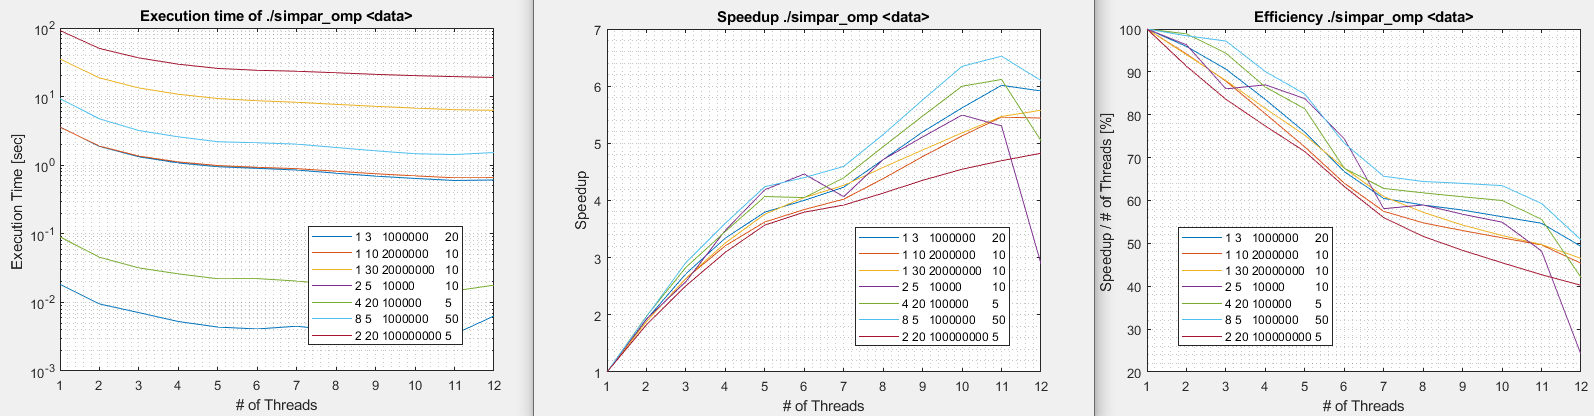 Execution time of ./simpar_omp <data>
10^2
10^1
10^0
10^-1
10^-2
10^-3
Execution Time [sec]
1 3 1000000 20
1 10 2000000 10
1 30 20000000 10
2 5 10000 10
4 20 100000 5
8 5 1000000 50
2 20 100000000 5
1 2 3 4 5 6 7 8 9 10 11 12
# of Threads
Speedup ./simpar_omp <data>
7
6
5
4
3
2
1
Speedup
1 3 1000000 20
1 10 2000000 10
1 30 20000000 10
2 5 10000 10
4 20 100000 5
8 5 1000000 50
2 20 100000000 5
1 2 3 4 5 6 7 8 9 10 11 12
# of Threads
Efficiency ./simpar_omp <data>
100
90
80
70
60
50
40
30
20
Speedup / # of Threads [%]
1 3 1000000 20
1 10 2000000 10
1 30 20000000 10
2 5 10000 10
4 20 100000 5
8 5 1000000 50
2 20 100000000 5
1 2 3 4 5 6 7 8 9 10 11 12
# of Threads